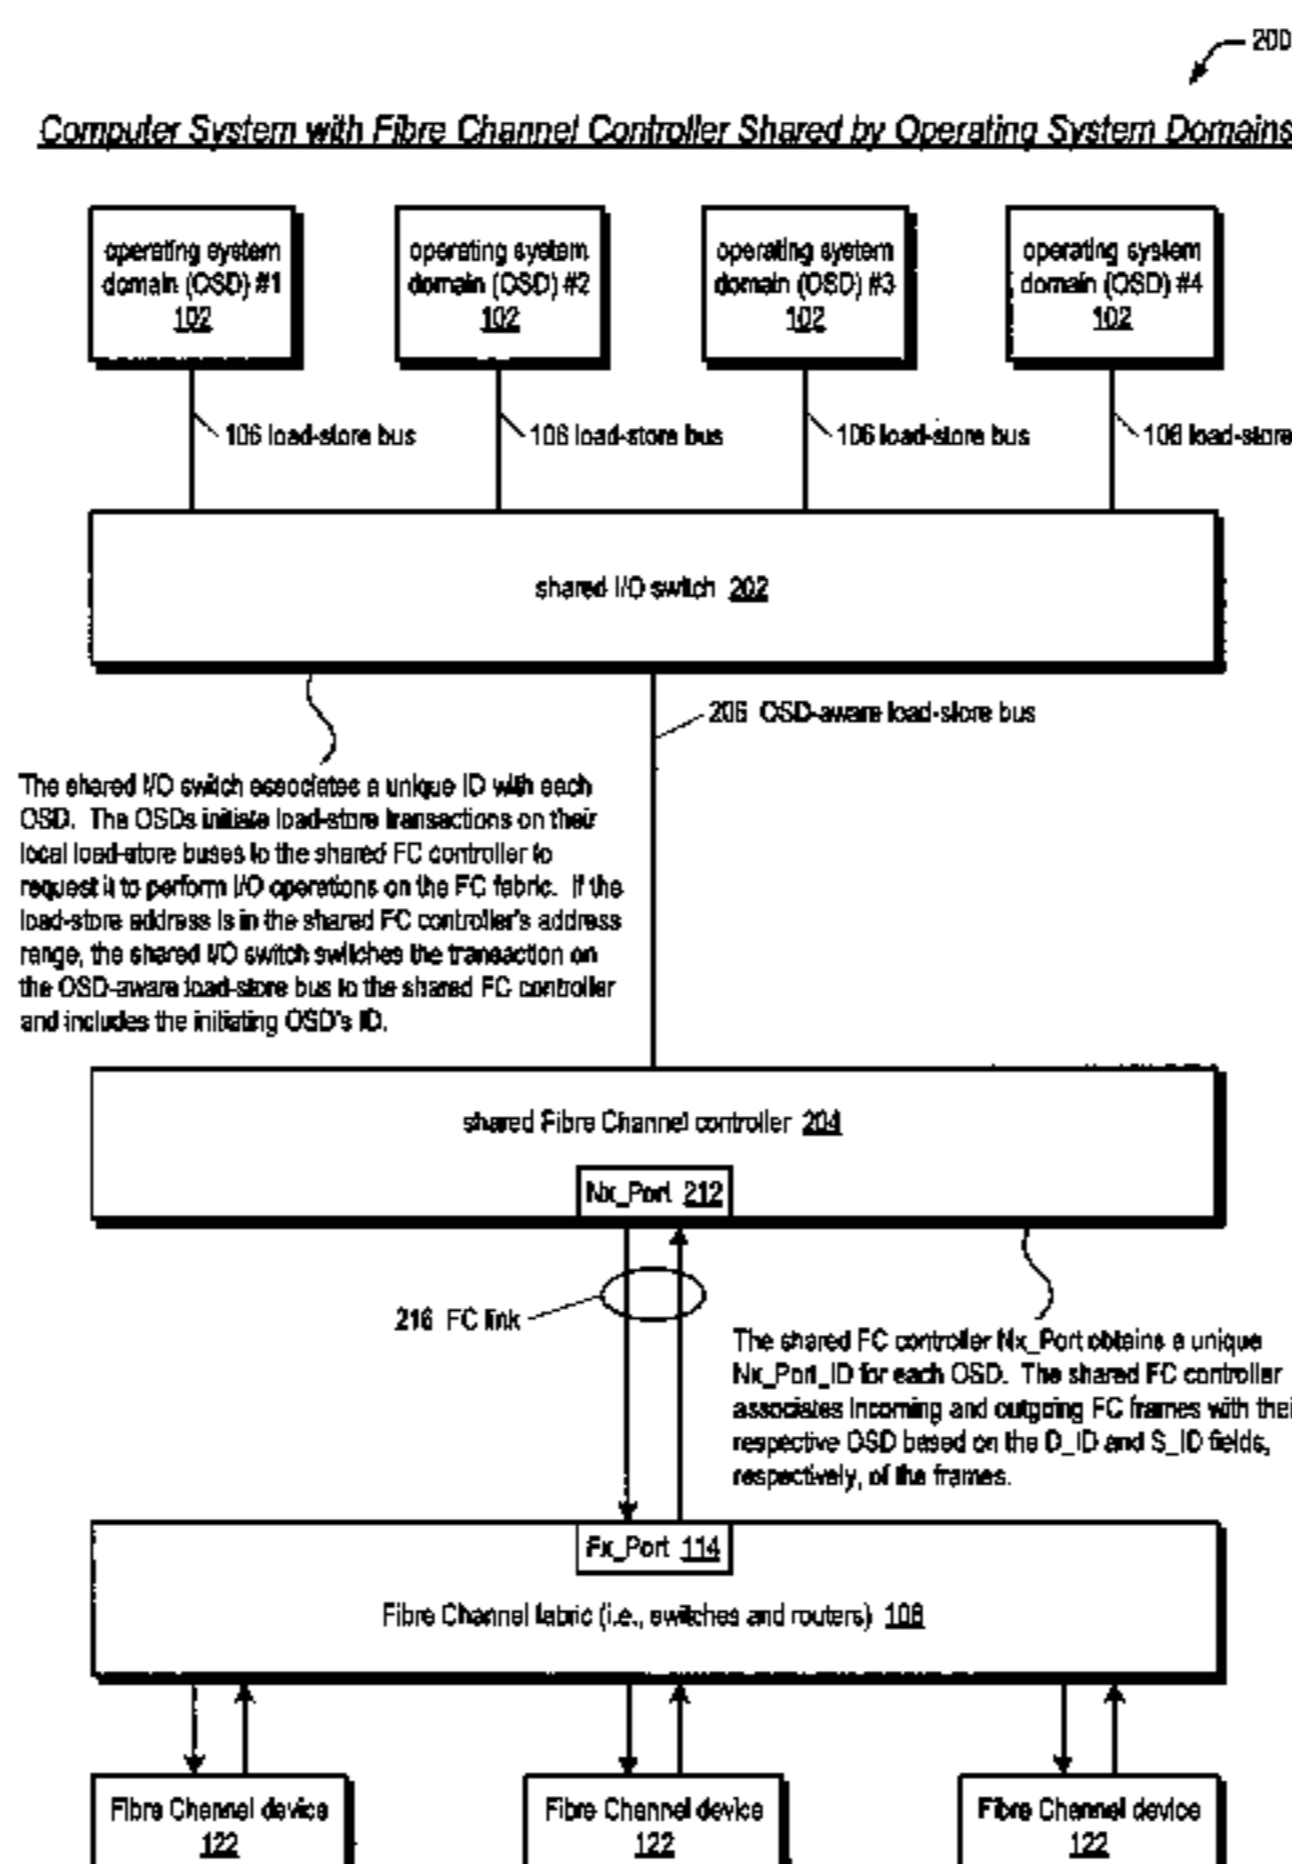 200
Computer System with Fibre Channel Controller Shared by Operating System Domains
operating system
domain (OSD) #1
102
operating system
domain (OSD) #2
102
operating system
domain (OSD) #3
102
operating system
domain (OSD) #4
102
106 load-store bus
106 load-store bus
106 load-store bus
106 load-store
shared I/O switch 202
206 OSD-aware load-store bus
The shared I/O switch associates a unique ID with each
OSD. The OSDs initiate load-store transactions on their
local load-store buses to the shared FC controller to
request it to perform I/O operations on the FC fabric. If the
load-store address is in the shared FC controller's address
range, the shared I/O switch switches the transaction on
the OSD-aware load-store bus to the shared FC controller
and includes the initiating OSD's ID.
shared Fibre Channel controller 204
Nx_Port 212
216 FC link
The shared FC controller Nx_Port obtains a unique
Nx_Port_ID for each OSD. The shared FC controller
associates incoming and outgoing FC frames with thei
respective OSD based on the D_ID and S_ID fields,
respectively, of the frames.
Fx_Port 114
Fibre Channel fabric (i.e., switches and routers) 108
Fibre Channel device
122
Fibre Channel device
122
Fibre Channel device
122